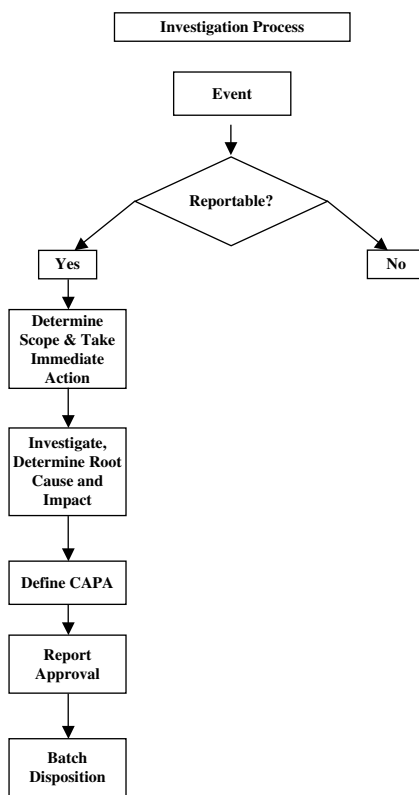 Investigation Process
Event
Reportable?
Yes
No
Determine
Scope & Take
Immediate
Action
Investigate,
Determine Root
Cause and
Impact
Define CAPA
Report
Approval
Batch
Disposition